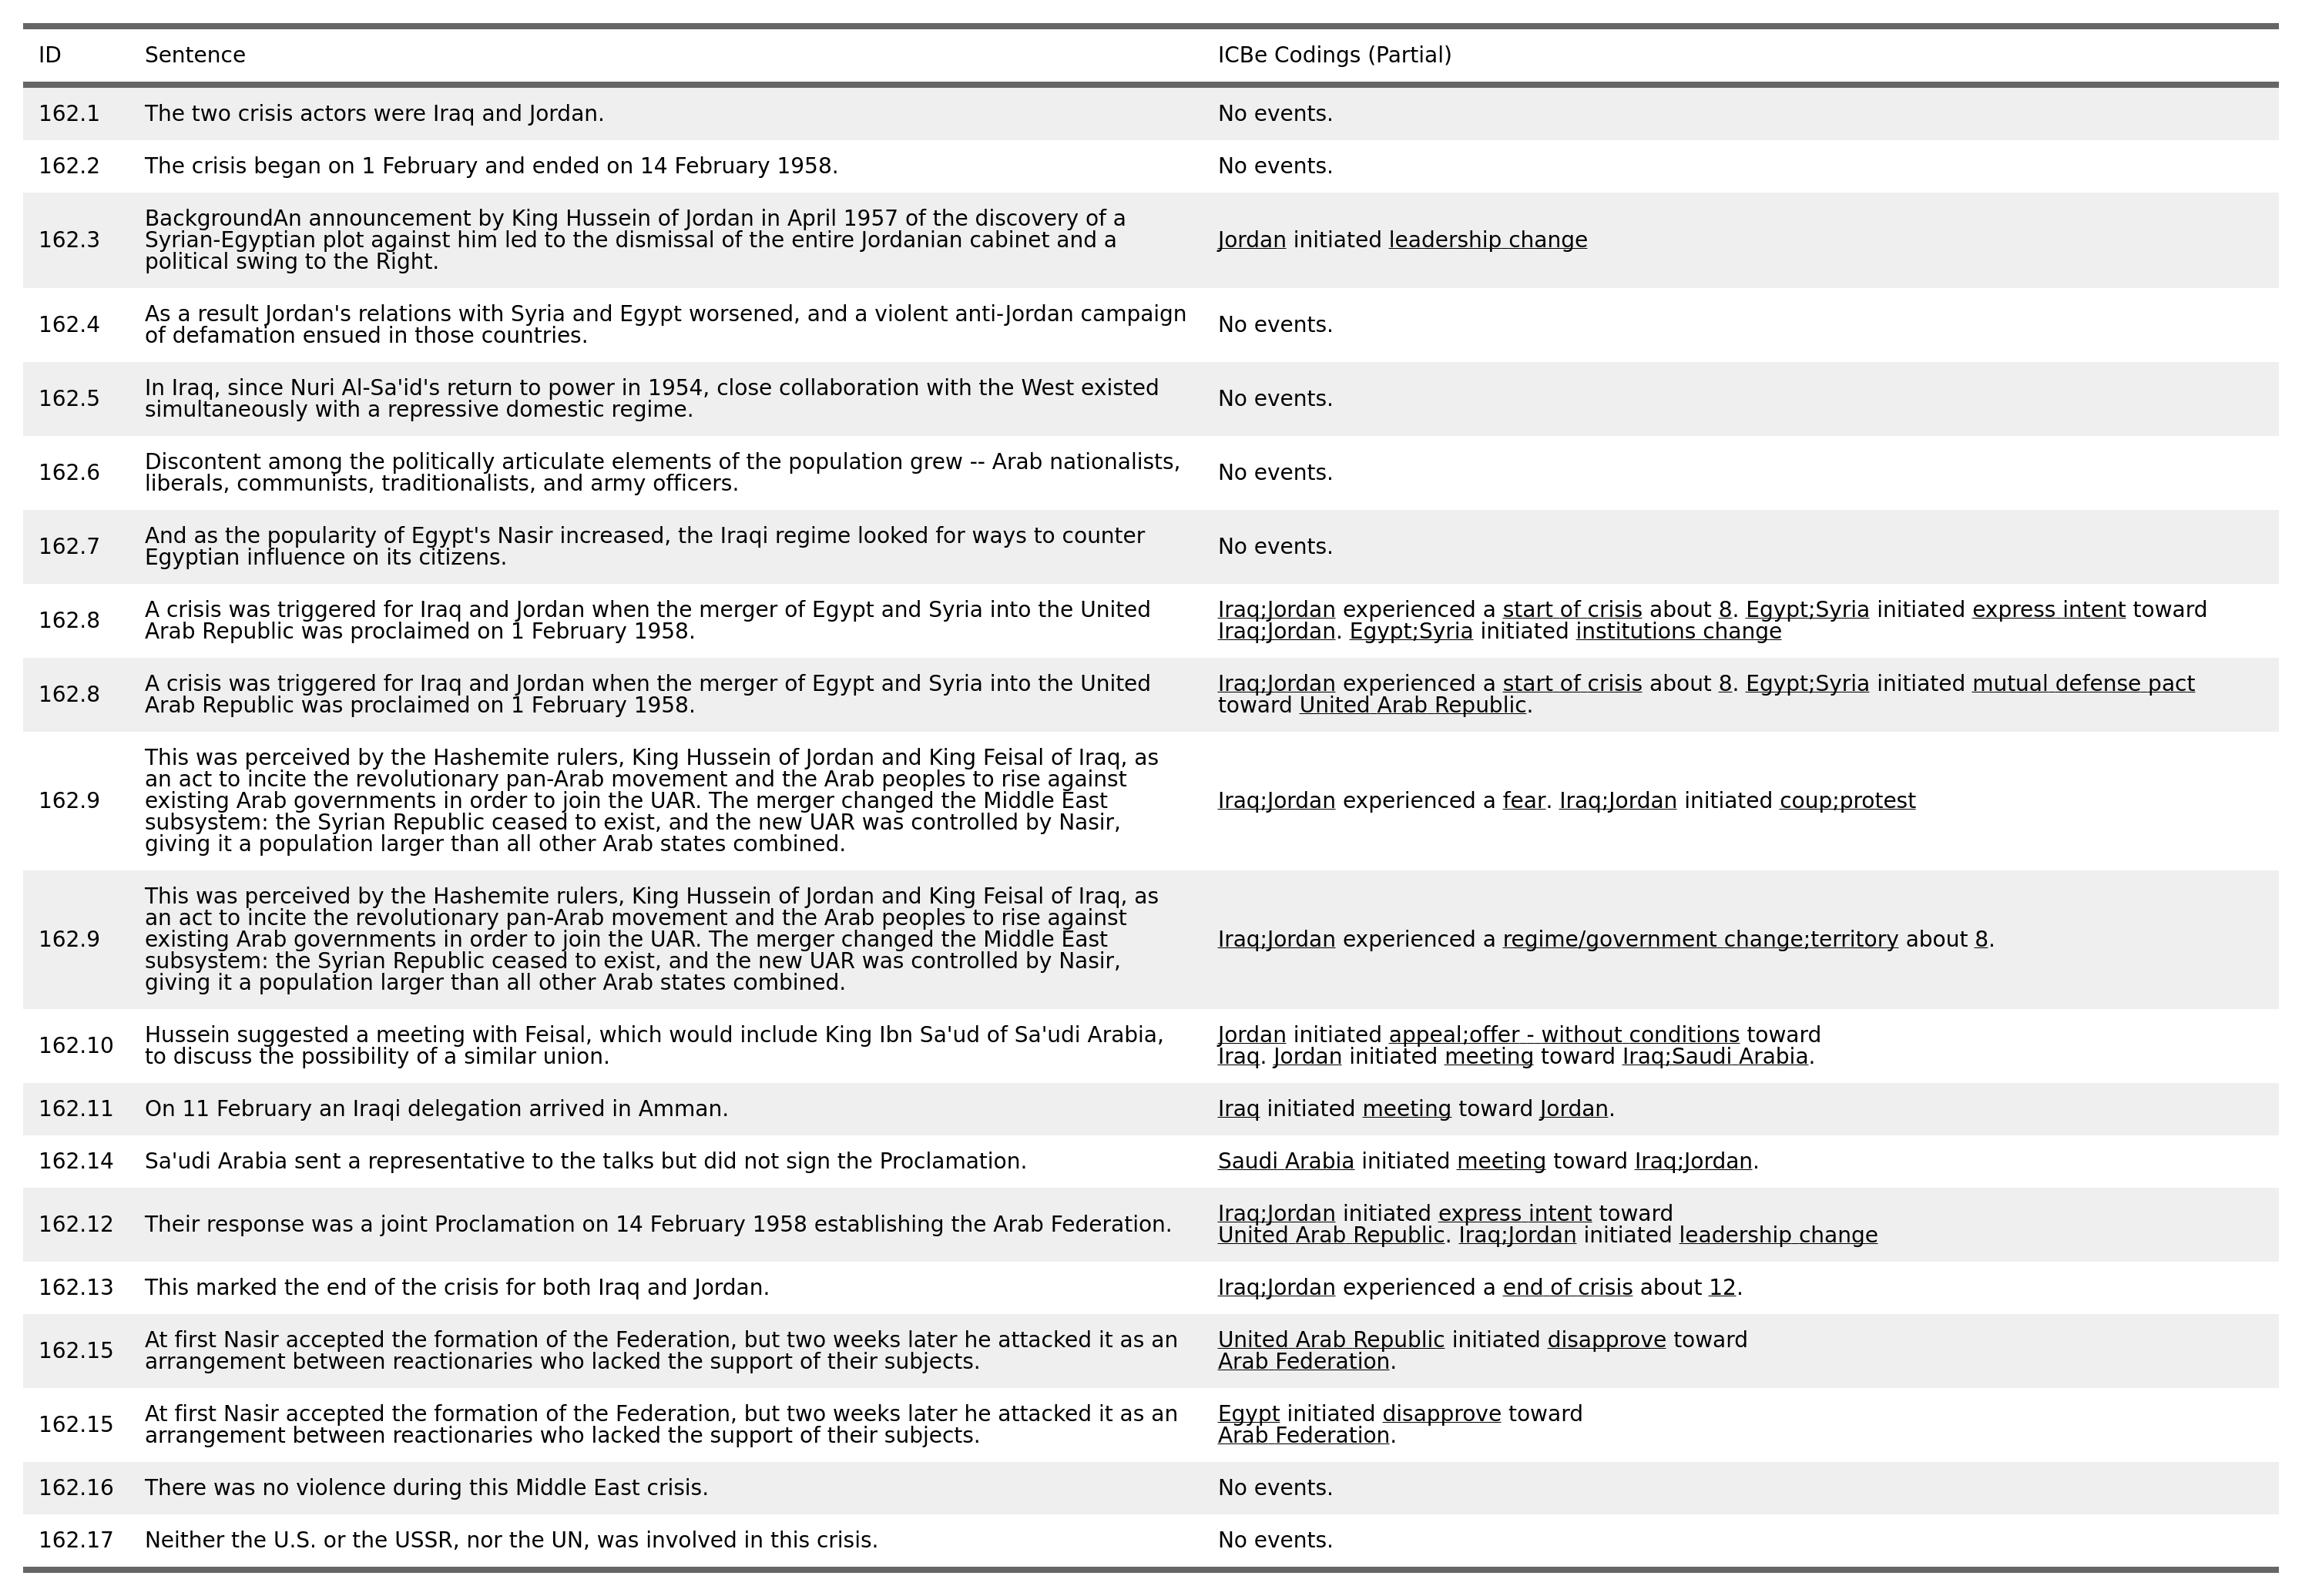 ID Sentence ICBe Codings (Partial)
162.1 The two crisis actors were Iraq and Jordan. No events.
162.2 The crisis began on 1 February and ended on 14 February 1958. No events.
BackgroundAn announcement by King Hussein of Jordan in April 1957 of the discovery of a
162.3 Syrian-Egyptian plot against him led to the dismissal of the entire Jordanian cabinet and a Jordan initiated leadership change
political swing to the Right.
162.4 As a result Jordan's relations with Syria and Egypt worsened, and a violent anti-Jordan campaign No events.
of defamation ensued in those countries.
162.5 In Iraq, since Nuri Al-Sa'id's return to power in 1954, close collaboration with the West existed No events.
simultaneously with a repressive domestic regime.
162.6 Discontent among the politically articulate elements of the population grew -- Arab nationalists, No events.
liberals, communists, traditionalists, and army officers.
162.7 And as the popularity of Egypt's Nasir increased, the Iraqi regime looked for ways to counter No events.
Egyptian influence on its citizens.
162.8 A crisis was triggered for Iraq and Jordan when the merger of Egypt and Syria into the United Iraq;Jordan experienced a start of crisis about 8. Egypt;Syria initiated express intent toward
Arab Republic was proclaimed on 1 February 1958. Iraq;Jordan. Egypt;Syria initiated institutions change
162.8 A crisis was triggered for Iraq and Jordan when the merger of Egypt and Syria into the United Iraq;Jordan experienced a start of crisis about 8. Egypt;Syria initiated mutual defense pact
Arab Republic was proclaimed on 1 February 1958. toward United Arab Republic.
This was perceived by the Hashemite rulers, King Hussein of Jordan and King Feisal of Iraq, as
an act to incite the revolutionary pan-Arab movement and the Arab peoples to rise against
162.9 existing Arab governments in order to join the UAR. The merger changed the Middle East Iraq;Jordan experienced a fear. Iraq;Jordan initiated coup;protest
subsystem: the Syrian Republic ceased to exist, and the new UAR was controlled by Nasir,
giving it a population larger than all other Arab states combined.
This was perceived by the Hashemite rulers, King Hussein of Jordan and King Feisal of Iraq, as
an act to incite the revolutionary pan-Arab movement and the Arab peoples to rise against
162.9 existing Arab governments in order to join the UAR. The merger changed the Middle East Iraq;Jordan experienced a regime/government change;territory about 8.
subsystem: the Syrian Republic ceased to exist, and the new UAR was controlled by Nasir,
giving it a population larger than all other Arab states combined.
162.10 Hussein suggested a meeting with Feisal, which would include King Ibn Sa'ud of Sa'udi Arabia, Jordan initiated appeal;offer - without conditions toward
to discuss the possibility of a similar union. Iraq. Jordan initiated meeting toward Iraq;Saudi Arabia.
162.11 On 11 February an Iraqi delegation arrived in Amman. Iraq initiated meeting toward Jordan.
162.14 Sa'udi Arabia sent a representative to the talks but did not sign the Proclamation. Saudi Arabia initiated meeting toward Iraq;Jordan.
162.12 Their response was a joint Proclamation on 14 February 1958 establishing the Arab Federation. Iraq;Jordan initiated express intent toward
United Arab Republic. Iraq;Jordan initiated leadership change
162.13 This marked the end of the crisis for both Iraq and Jordan. Iraq;Jordan experienced a end of crisis about 12.
162.15 At first Nasir accepted the formation of the Federation, but two weeks later he attacked it as an United Arab Republic initiated disapprove toward
arrangement between reactionaries who lacked the support of their subjects. Arab Federation.
162.15 At first Nasir accepted the formation of the Federation, but two weeks later he attacked it as an Egypt initiated disapprove toward
arrangement between reactionaries who lacked the support of their subjects. Arab Federation.
162.16 There was no violence during this Middle East crisis. No events.
162.17 Neither the U.S. or the USSR, nor the UN, was involved in this crisis. No events.